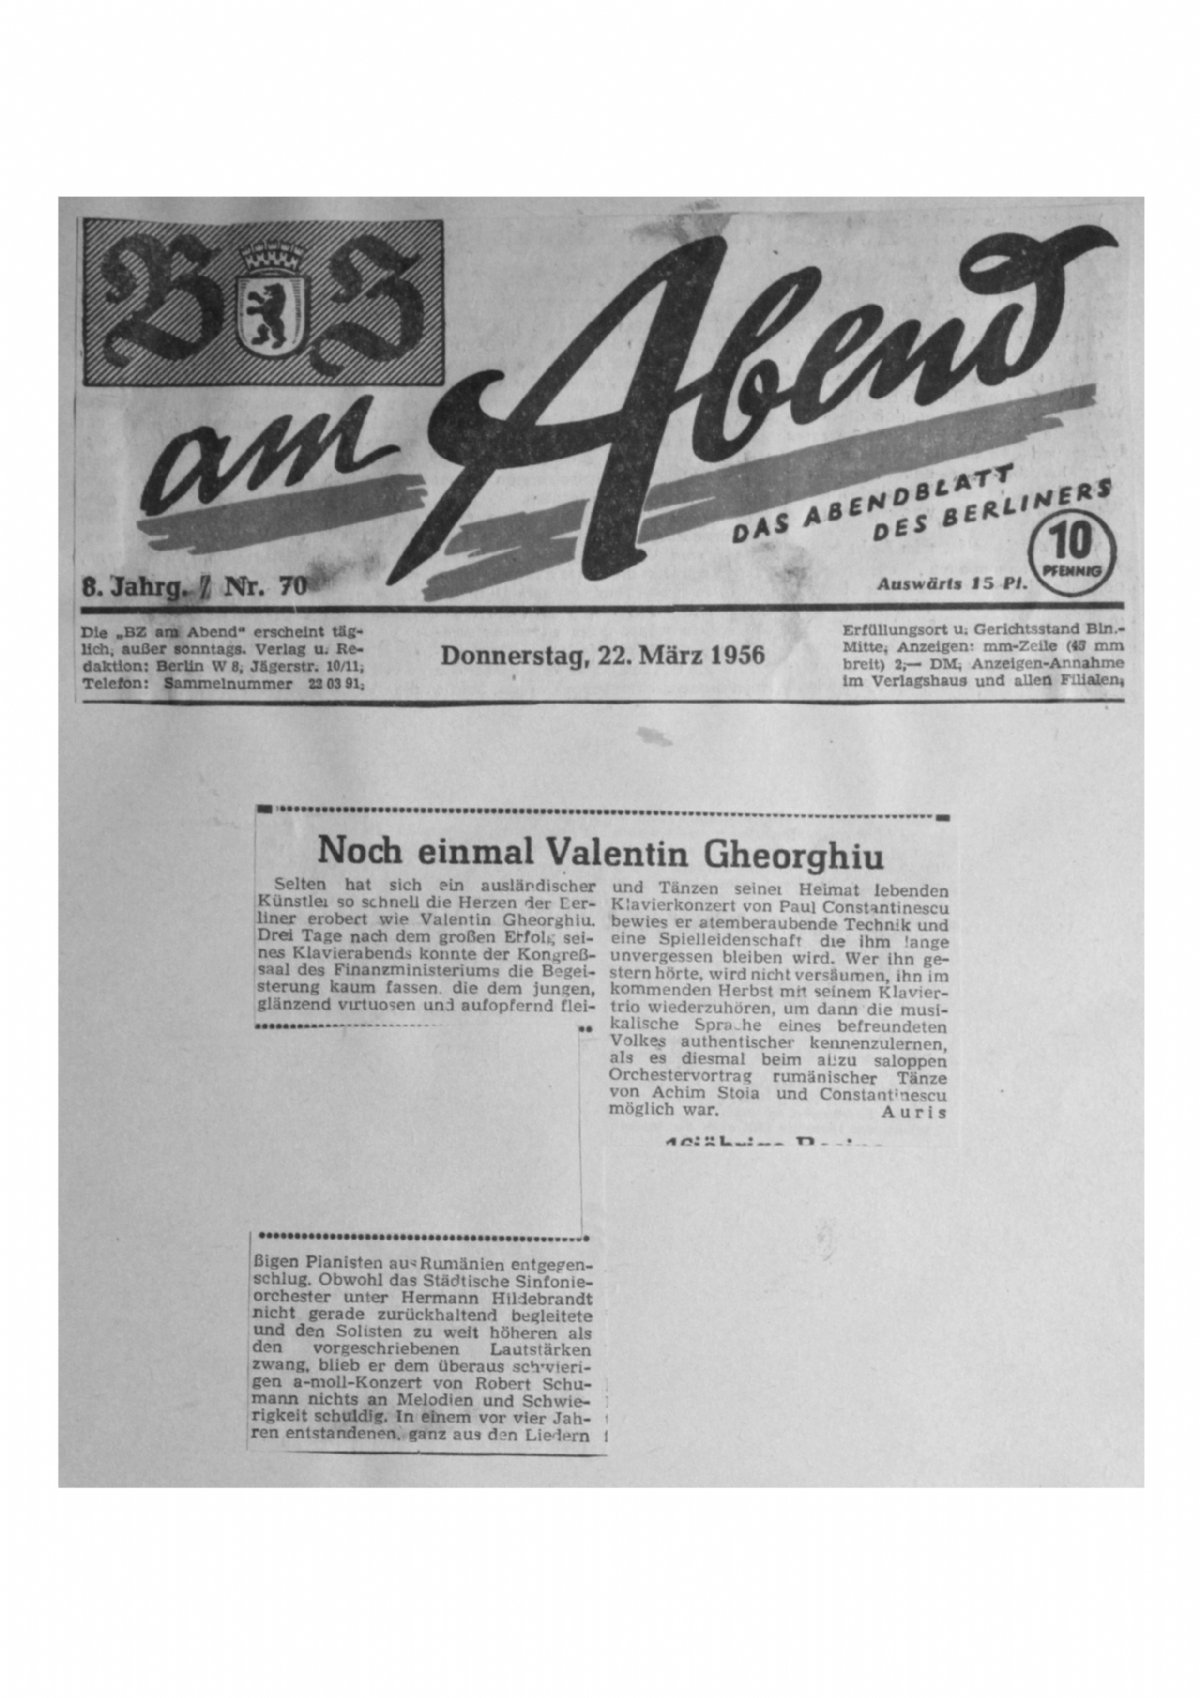 BZ
am Abend
DAS ABENDBLATT
DES BERLINERS
10
PFENNIG
8. Jahrg. / Nr. 70
Auswärts 15 Pf.
Die „BZ am Abend“ erscheint täg-
lich, außer sonntags. Verlag u. Re-
daktion: Berlin W 8, Jägerstr. 10/11,
Telefon: Sammelnummer 22 03 91,
Donnerstag, 22. März 1956
Erfüllungsort u. Gerichtsstand Bln.-
Mitte, Anzeigen: mm-Zeile (45 mm
breit) 2,— DM, Anzeigen-Annahme
im Verlagshaus und allen Filialen,
Noch einmal Valentin Gheorghiu
Selten hat sich ein ausländischer
Künstler so schnell die Herzen der Ber-
liner erobert wie Valentin Gheorghiu.
Drei Tage nach dem großen Erfolg sei-
nes Klavierabends konnte der Kongreß-
saal des Finanzministeriums die Begei-
sterung kaum fassen, die dem jungen,
glänzend virtuosen und aufopfernd flei-
ßigen Pianisten aus Rumänien entgegen-
schlug. Obwohl das Städtische Sinfonie-
orchester unter Hermann Hildebrandt
nicht gerade zurückhaltend begleitete
und den Solisten zu weit höheren als
den vorgeschriebenen Lautstärken
zwang, blieb er dem überaus schwieri-
gen a-moll-Konzert von Robert Schu-
mann nichts an Melodien und Schwie-
rigkeit schuldig. In einem vor vier Jah-
ren entstandenen, ganz aus den Liedern
und Tänzen seiner Heimat lebenden
Klavierkonzert von Paul Constantinescu
bewies er atemberaubende Technik und
eine Spielleidenschaft die ihm lange
unvergessen bleiben wird. Wer ihn ge-
stern hörte, wird nicht versäumen, ihn im
kommenden Herbst mit seinem Klavier-
trio wiederzuhören, um dann die musi-
kalische Sprache eines befreundeten
Volkes authentischer kennenzulernen,
als es diesmal beim allzu saloppen
Orchestervortrag rumänischer Tänze
von Achim Stoia und Constantinescu
möglich war. Auris